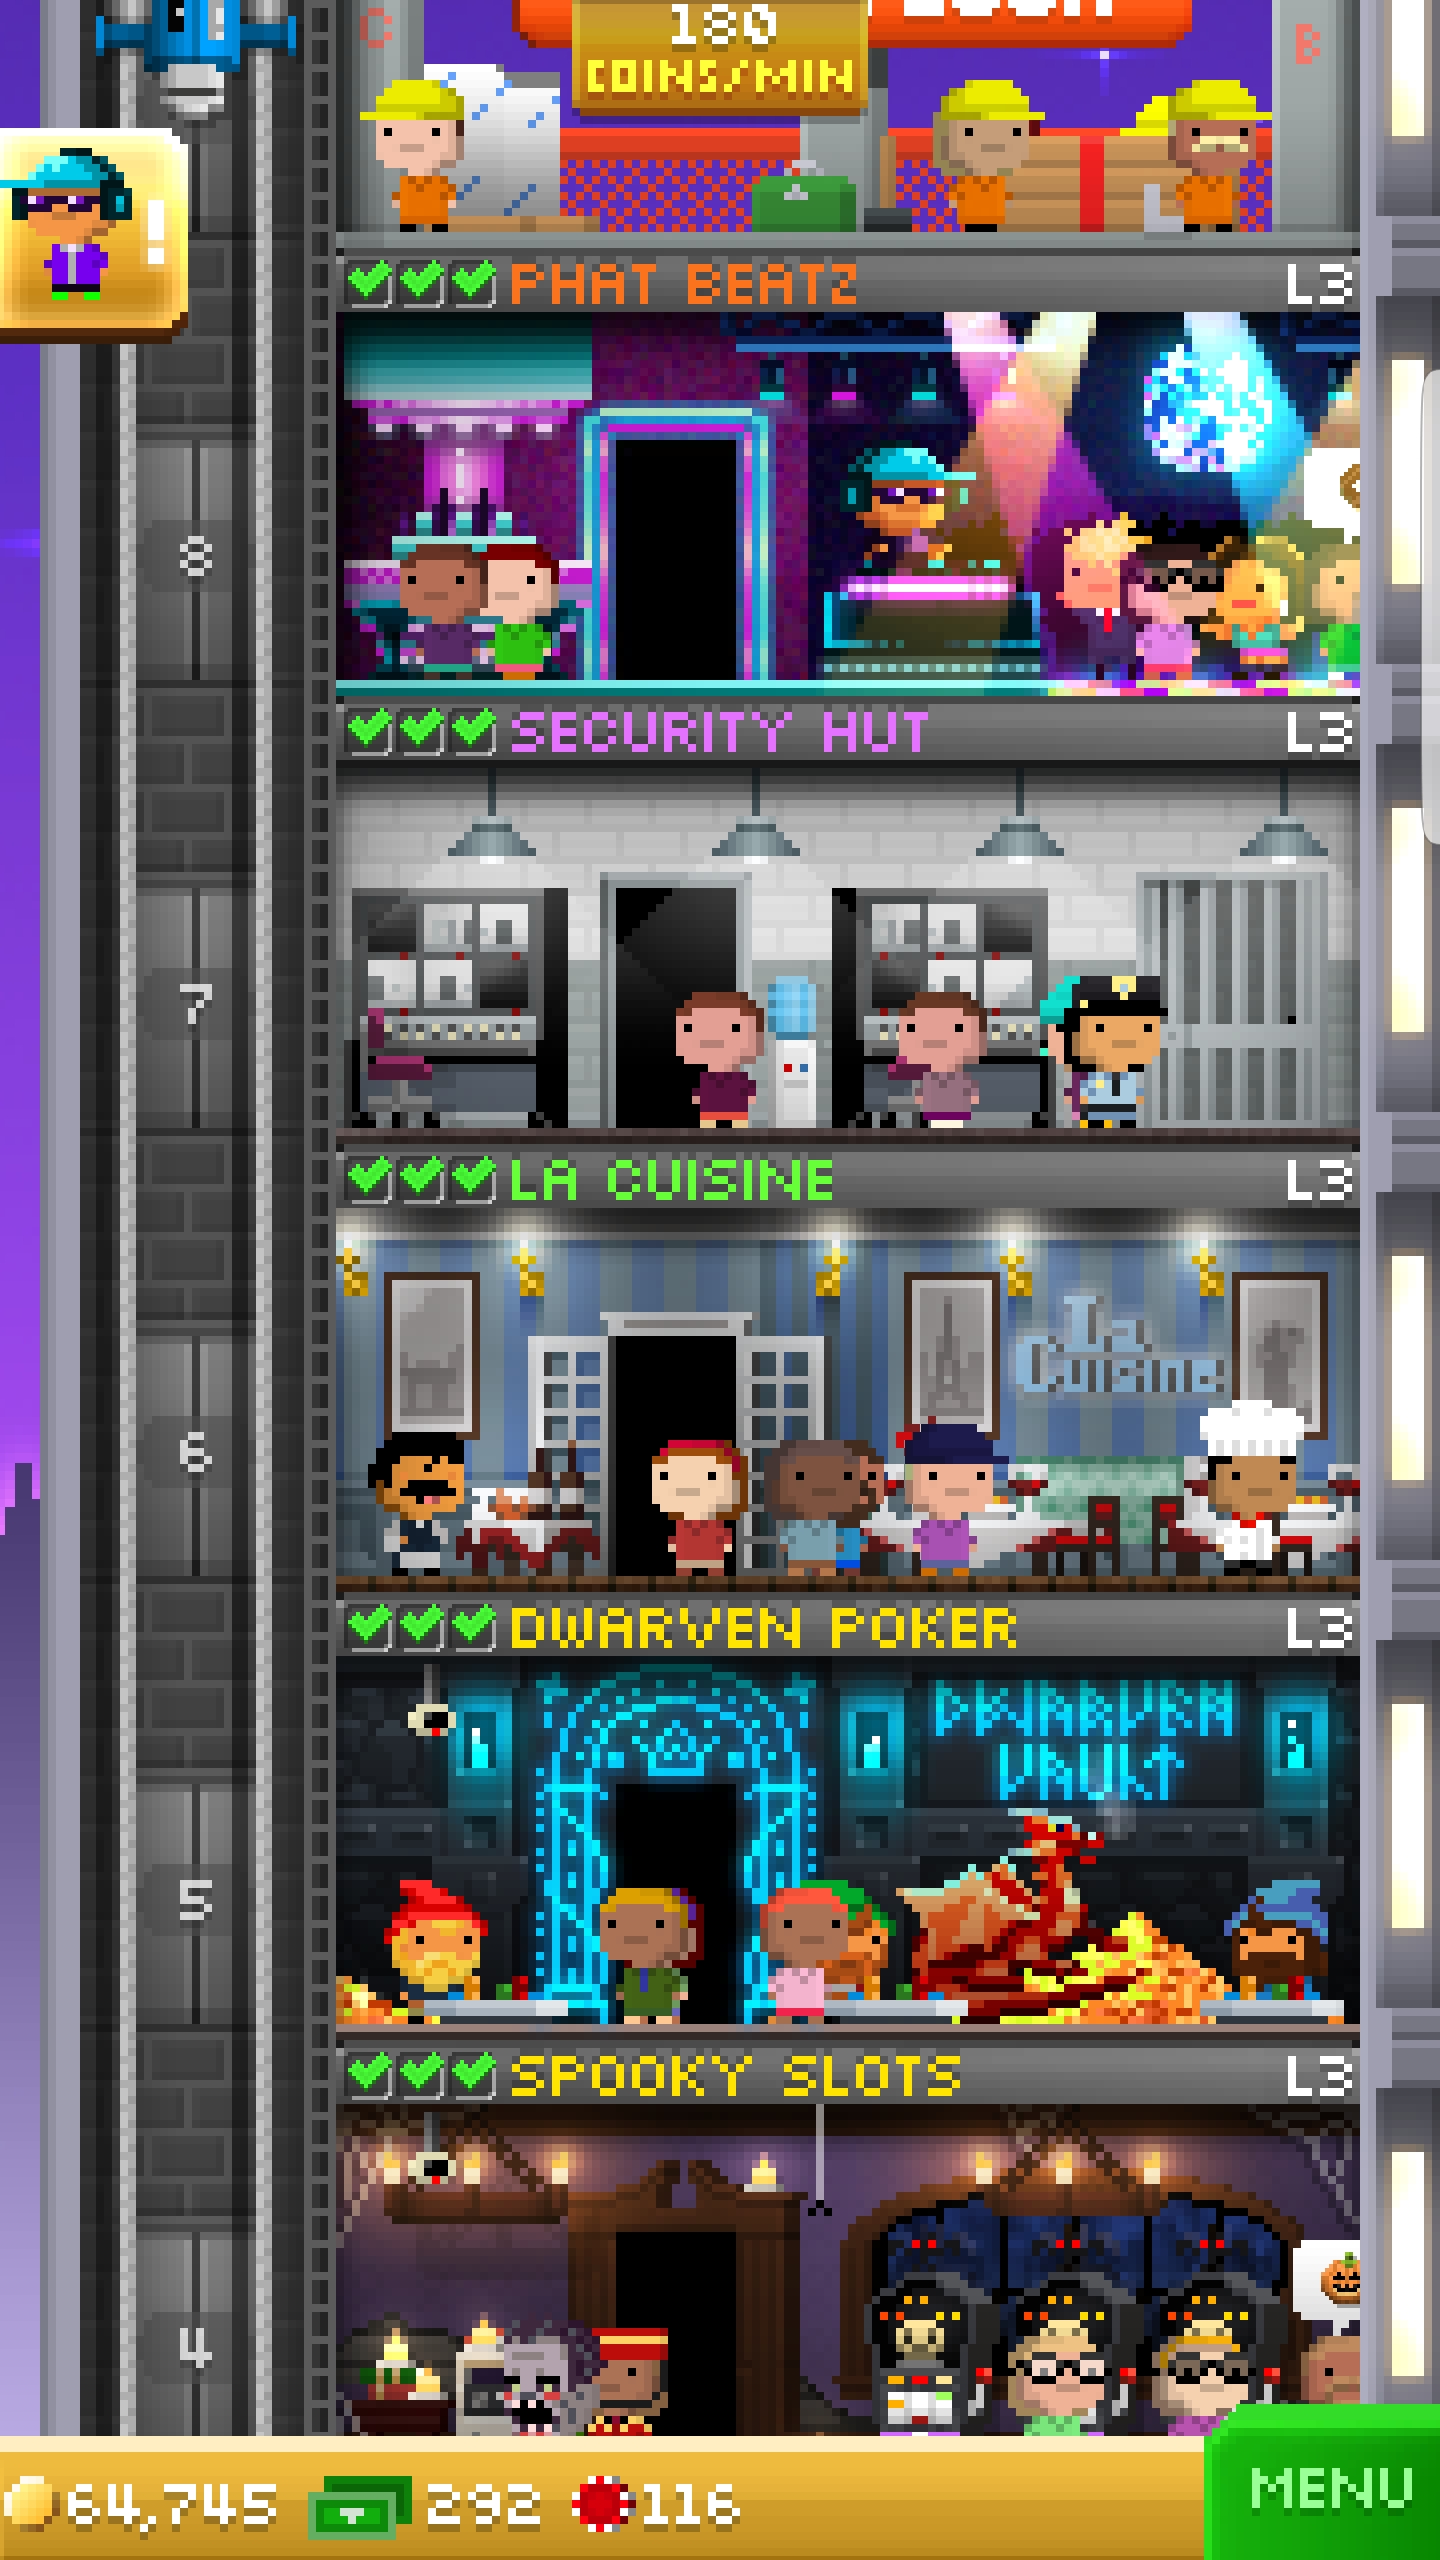 C
180
B
COINS/MIN
!
PHAT BEATZ L3
8
SECURITY HUT L3
7
LA CUISINE L3
La
Cuisine
6
DWARVEN POKER L3
DWARVEN
VAULT
5
SPOOKY SLOTS L3
4
64,745 292 116
MENU